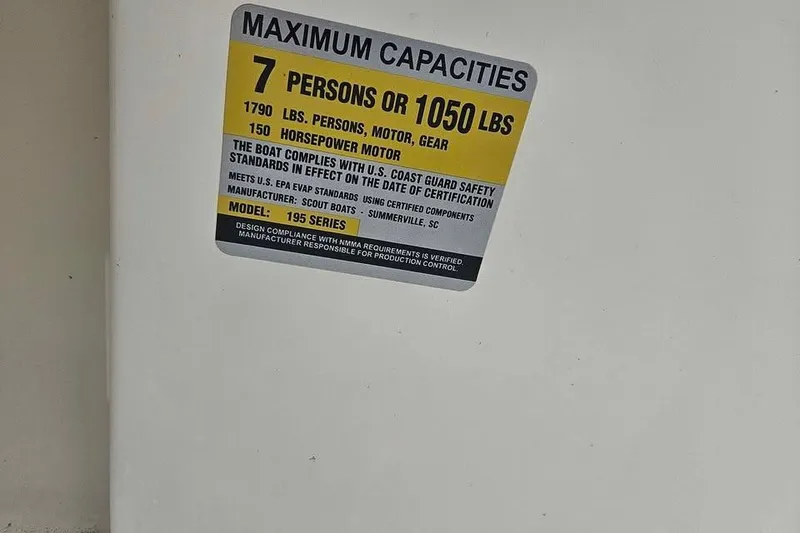 MAXIMUM CAPACITIES
7 PERSONS OR 1050 LBS
1790 LBS. PERSONS, MOTOR, GEAR
150 HORSEPOWER MOTOR
THE BOAT COMPLIES WITH U.S. COAST GUARD SAFETY
STANDARDS IN EFFECT ON THE DATE OF CERTIFICATION
MEETS U.S. EPA EVAP STANDARDS USING CERTIFIED COMPONENTS
MANUFACTURER: SCOUT BOATS - SUMMERVILLE, SC
MODEL: 195 SERIES
DESIGN COMPLIANCE WITH NMMA REQUIREMENTS IS VERIFIED.
MANUFACTURER RESPONSIBLE FOR PRODUCTION CONTROL.